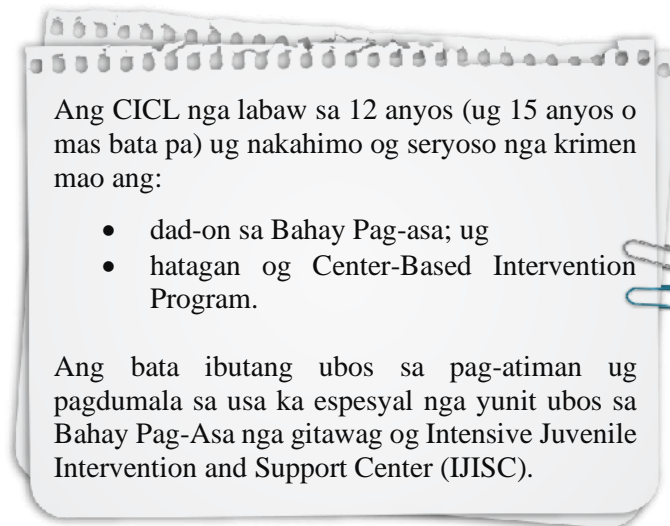 Ang CICL nga labaw sa 12 anyos (ug 15 anyos o
mas bata pa) ug nakahimo og seryoso nga krimen
mao ang:
• dad-on sa Bahay Pag-asa; ug
• hatagan og Center-Based Intervention
Program.
Ang bata ibutang ubos sa pag-atiman ug
pagdumala sa usa ka espesyal nga yunit ubos sa
Bahay Pag-Asa nga gitawag og Intensive Juvenile
Intervention and Support Center (IJISC).